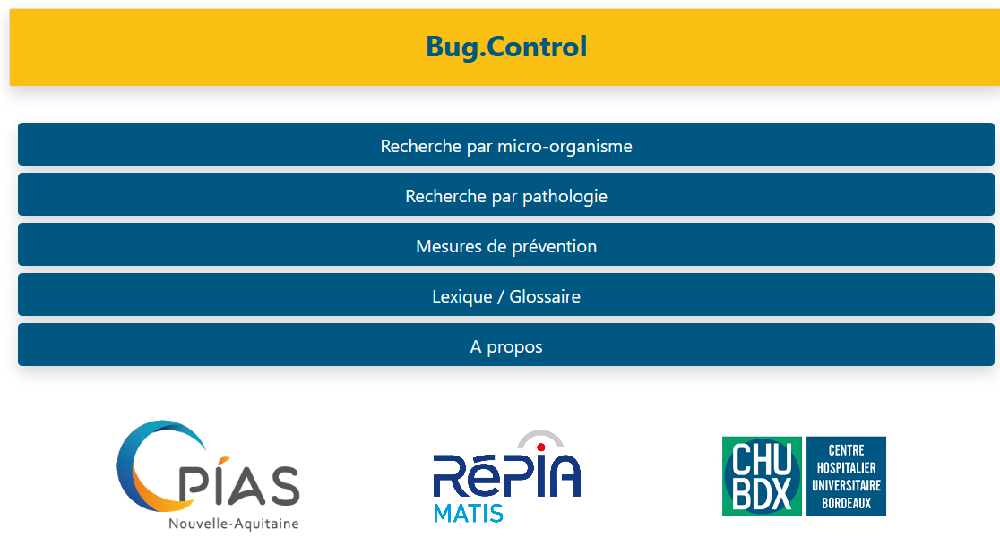 Bug.Control
Recherche par micro-organisme
Recherche par pathologie
Mesures de prévention
Lexique / Glossaire
A propos
CPÍAS
Nouvelle-Aquitaine
RéPIA
MATIS
CHU
BDX
CENTRE
HOSPITALIER
UNIVERSITAIRE
BORDEAUX